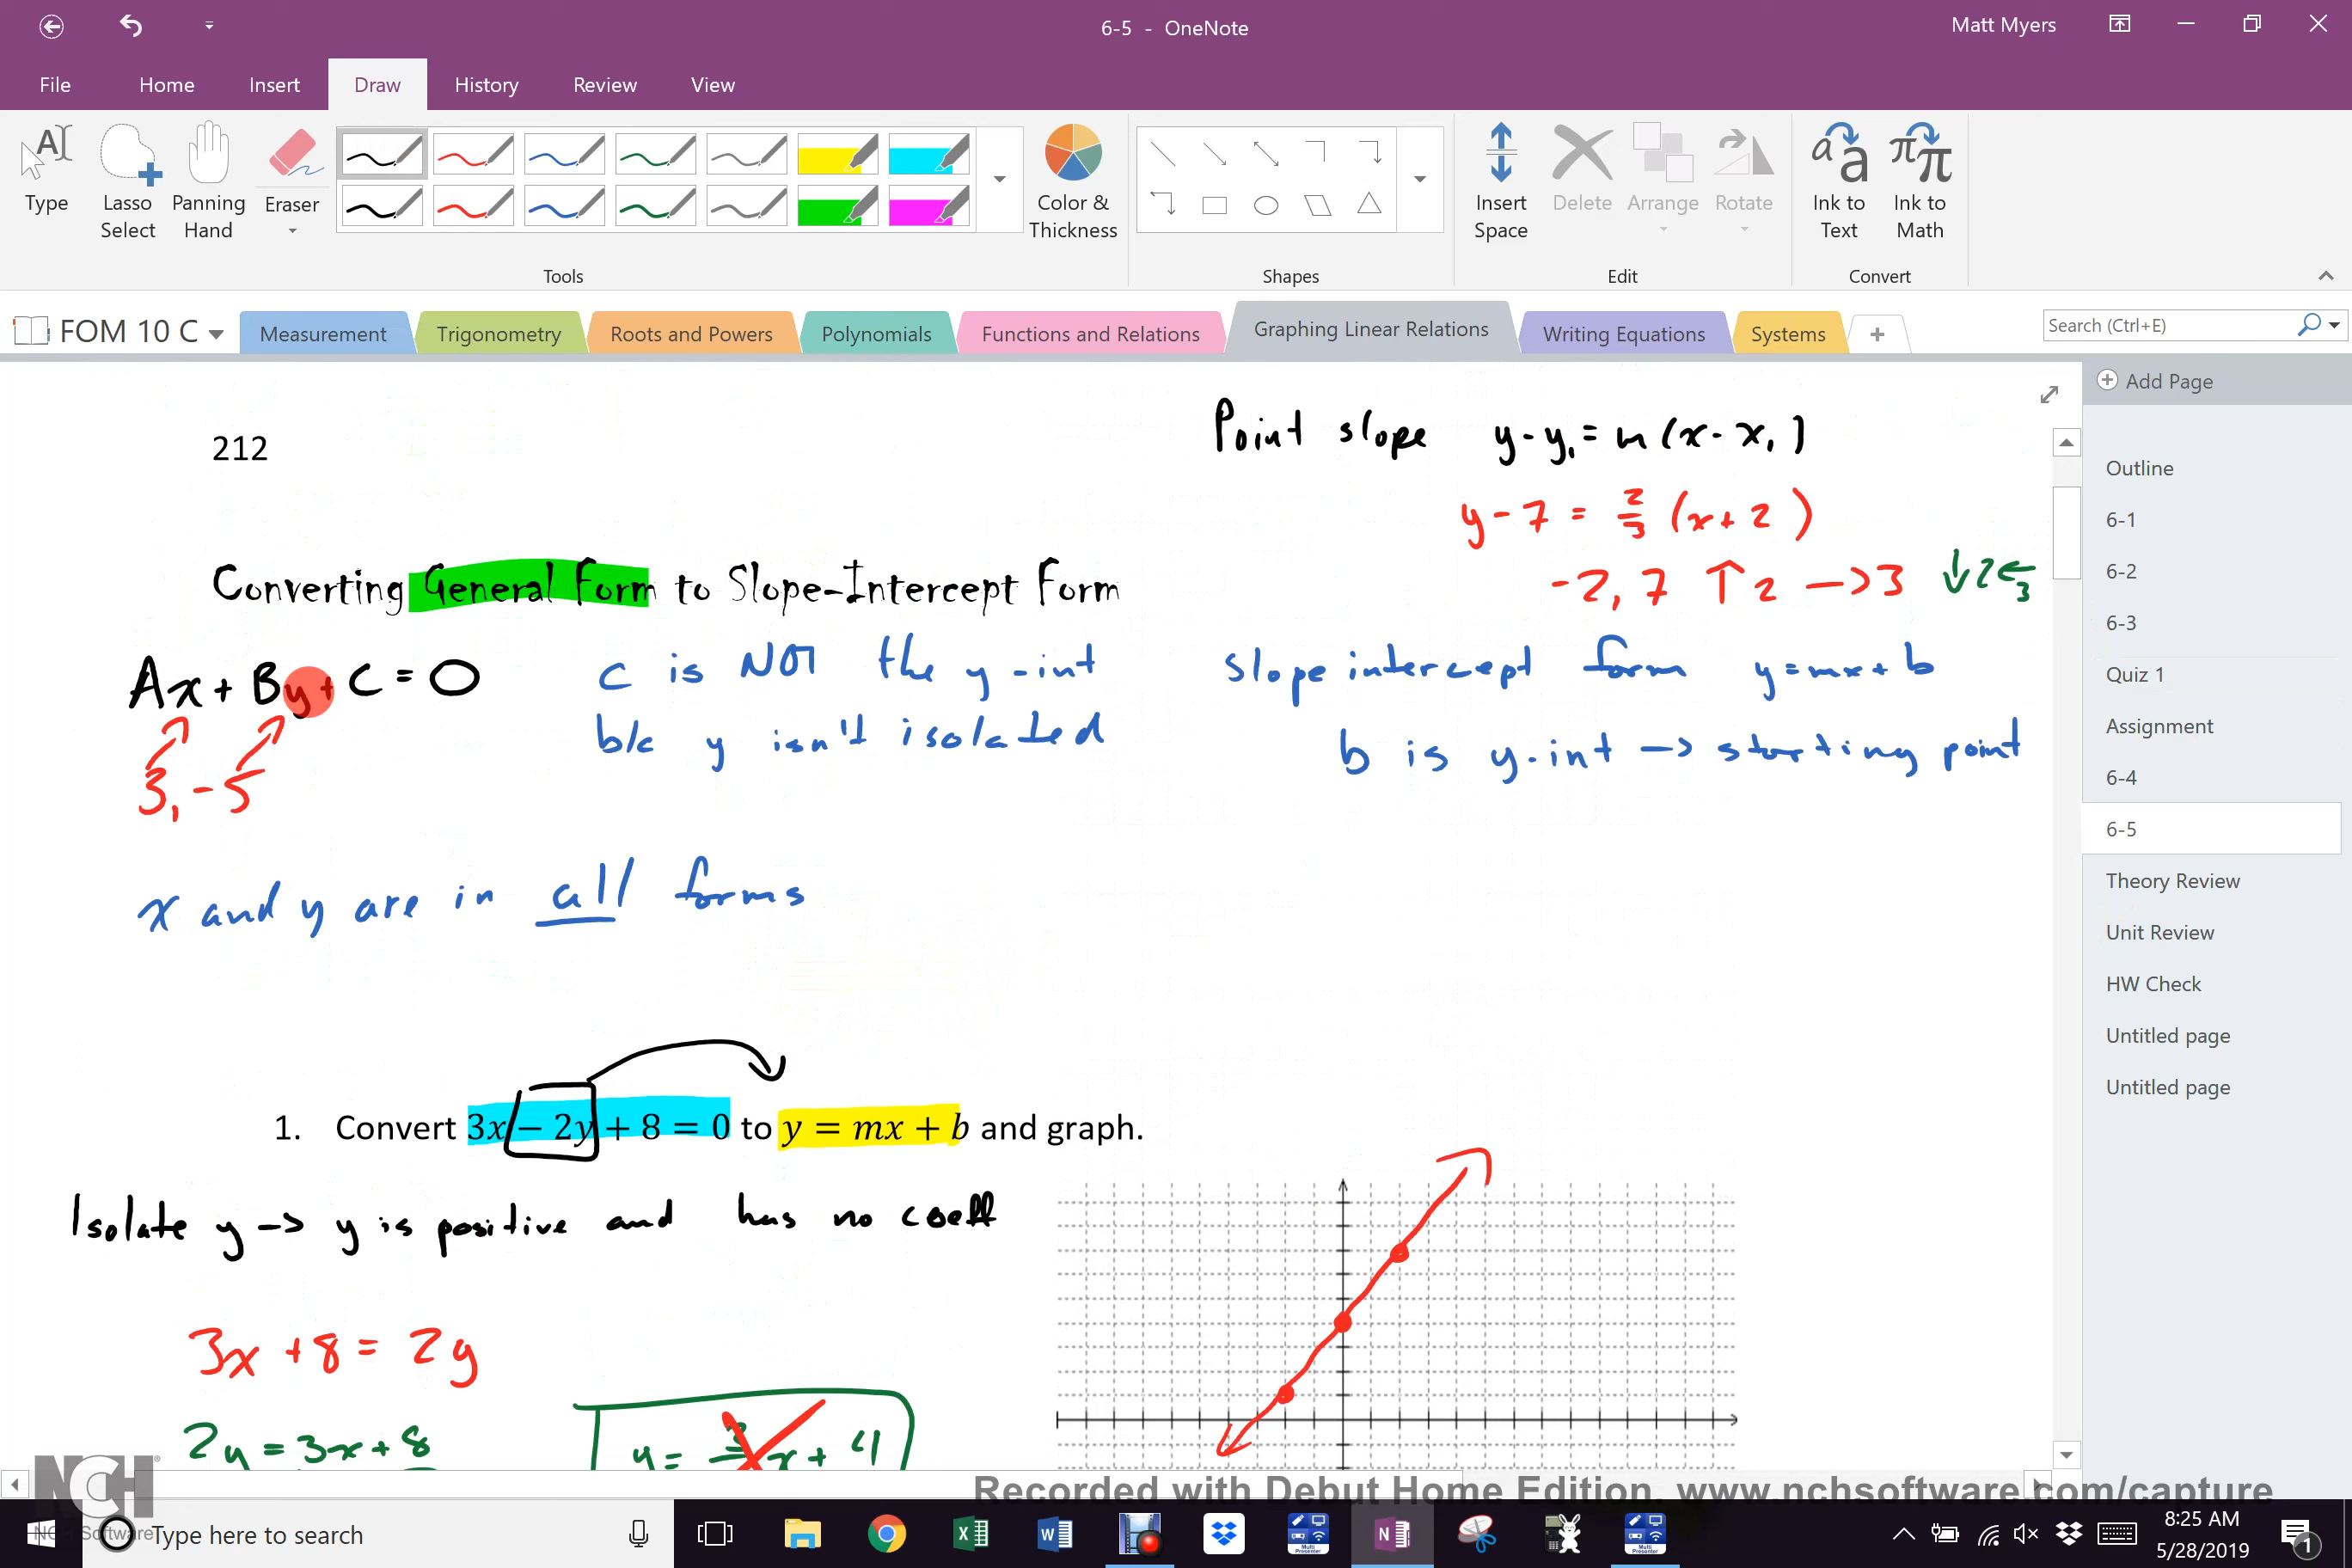 6-5 - OneNote
Matt Myers
File Home Insert Draw History Review View
Type
Lasso Select
Panning Hand
Eraser
Color & Thickness
Insert Space
Delete
Arrange
Rotate
Ink to Text
Ink to Math
Tools
Shapes
Edit
Convert
FOM 10 C
Measurement
Trigonometry
Roots and Powers
Polynomials
Functions and Relations
Graphing Linear Relations
Writing Equations
Systems
+
Search (Ctrl+E)
212
Point slope y-y₁=m(x-x₁)
y-7 = 2/3 (x+2)
-2, 7 ↑2 →3 ↓2 ←3
Converting General Form to Slope-Intercept Form
Ax + By + C = 0
3, -5
C is NOT the y-int
b/c y isn't isolated
slope intercept form y=mx+b
b is y-int → starting point
x and y are in all forms
1. Convert 3x − 2y + 8 = 0 to y = mx + b and graph.
Isolate y → y is positive and has no coeff
3x +8 = 2y
2y = 3x + 8
y = 3x + 4
Add Page
Outline
6-1
6-2
6-3
Quiz 1
Assignment
6-4
6-5
Theory Review
Unit Review
HW Check
Untitled page
Untitled page
NCH
NCH Software
Recorded with Debut Home Edition. www.nchsoftware.com/capture
Type here to search
8:25 AM
5/28/2019
1